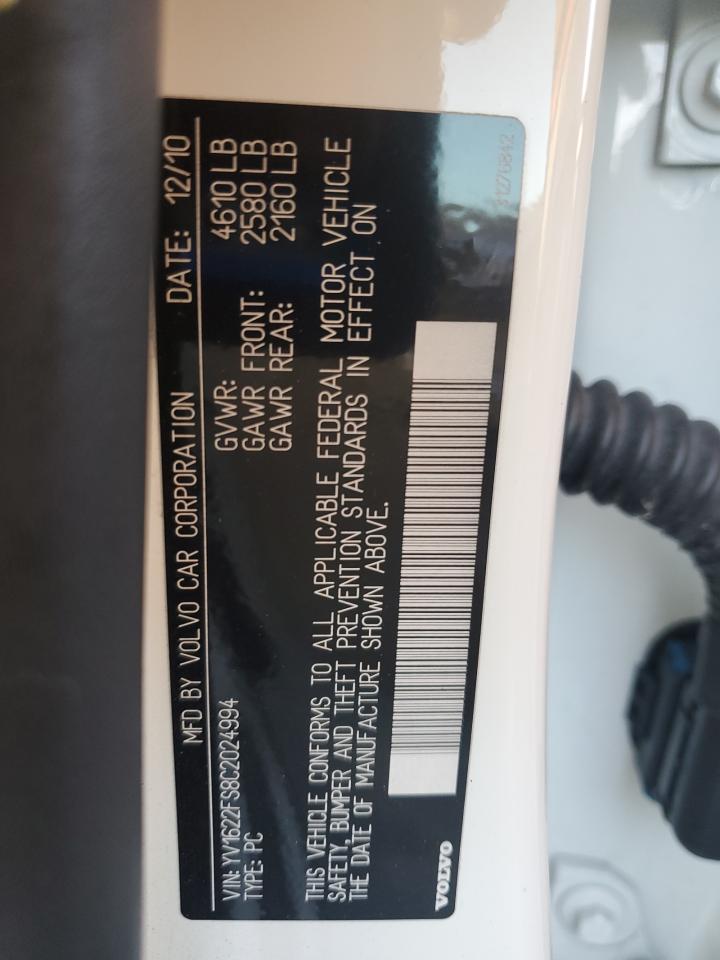 MFD BY VOLVO CAR CORPORATION DATE: 12/10
VIN: YV1622FS8C2024994 GVWR: 4610 LB
TYPE: PC GAWR FRONT: 2580 LB
GAWR REAR: 2160 LB
THIS VEHICLE CONFORMS TO ALL APPLICABLE FEDERAL MOTOR VEHICLE
SAFETY, BUMPER AND THEFT PREVENTION STANDARDS IN EFFECT ON
THE DATE OF MANUFACTURE SHOWN ABOVE.
VOLVO
31276842